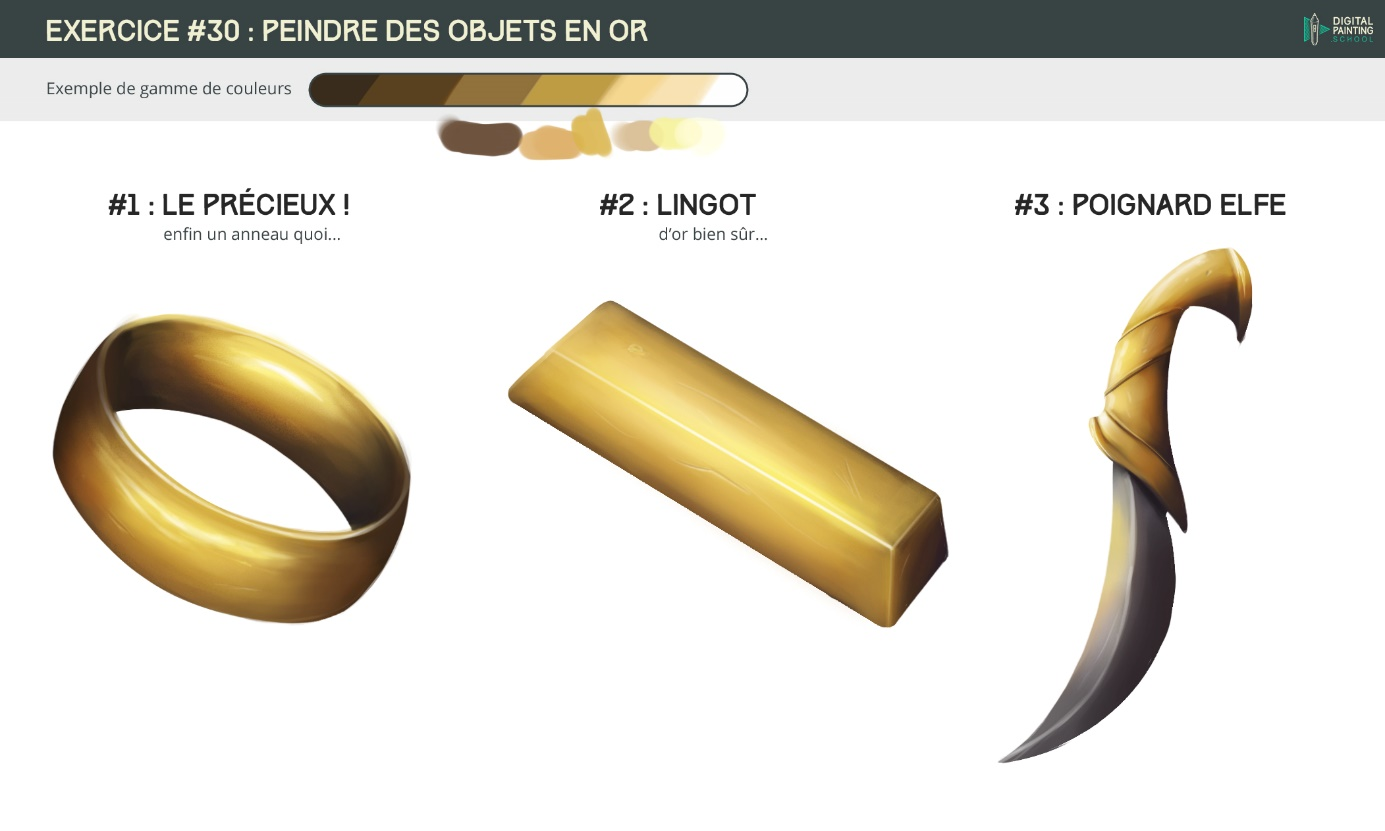 EXERCICE #30 : PEINDRE DES OBJETS EN OR
DIGITAL
PAINTING
SCHOOL
Exemple de gamme de couleurs
#1 : LE PRÉCIEUX !
enfin un anneau quoi...
#2 : LINGOT
d'or bien sûr...
#3 : POIGNARD ELFE